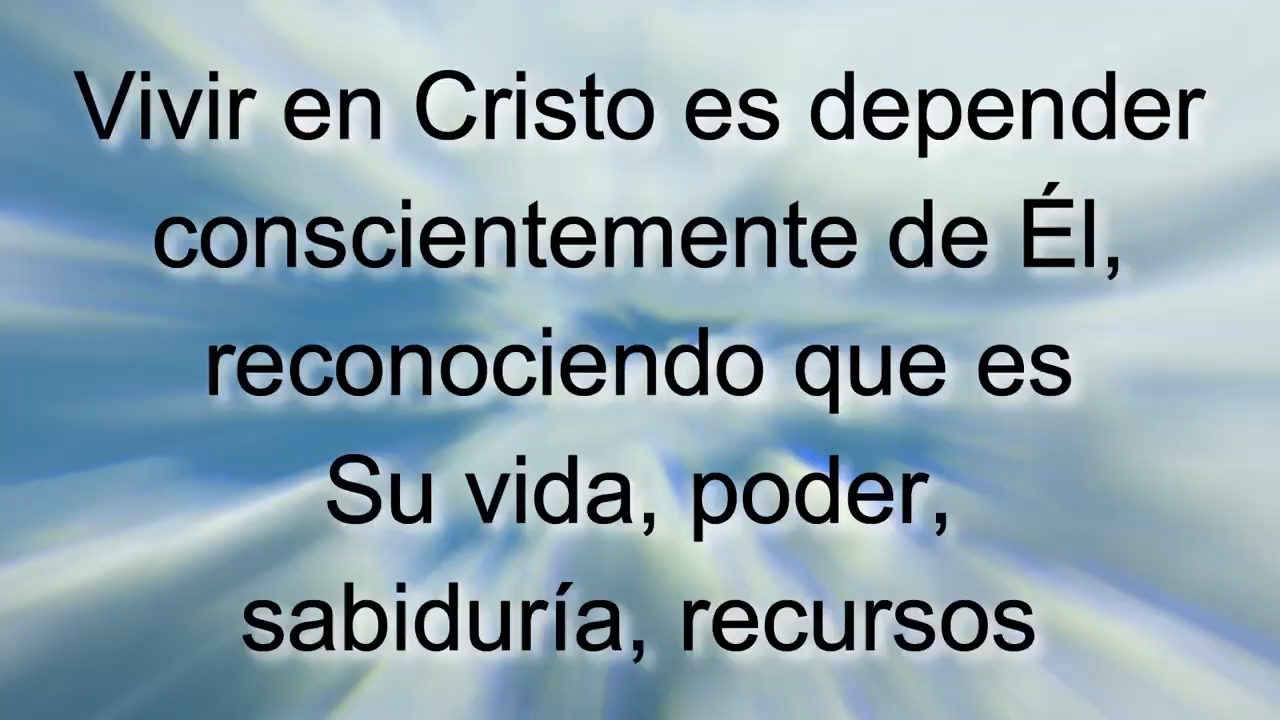 Vivir en Cristo es depender
conscientemente de Él,
reconociendo que es
Su vida, poder,
sabiduría, recursos